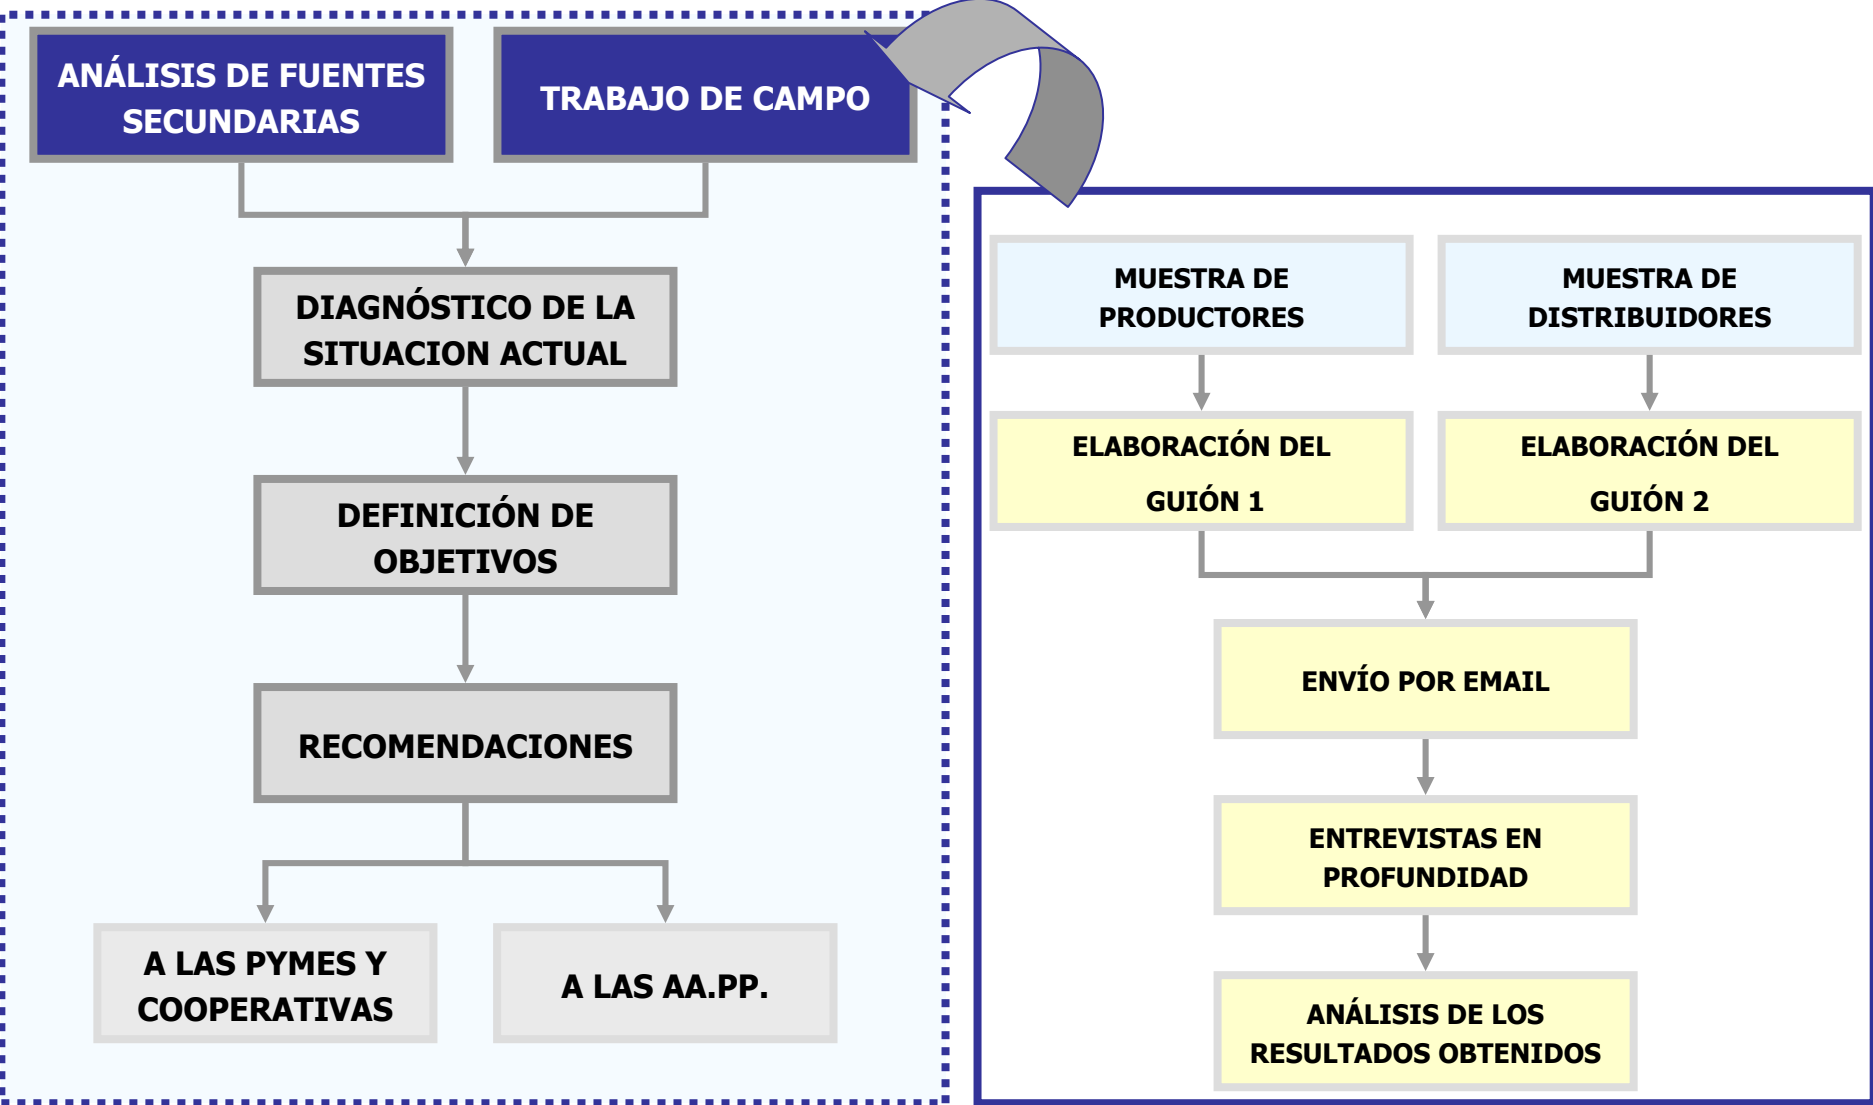 ANÁLISIS DE FUENTES
SECUNDARIAS
TRABAJO DE CAMPO
DIAGNÓSTICO DE LA
SITUACION ACTUAL
DEFINICIÓN DE
OBJETIVOS
RECOMENDACIONES
A LAS PYMES Y
COOPERATIVAS
A LAS AA.PP.
MUESTRA DE
PRODUCTORES
MUESTRA DE
DISTRIBUIDORES
ELABORACIÓN DEL
GUIÓN 1
ELABORACIÓN DEL
GUIÓN 2
ENVÍO POR EMAIL
ENTREVISTAS EN
PROFUNDIDAD
ANÁLISIS DE LOS
RESULTADOS OBTENIDOS